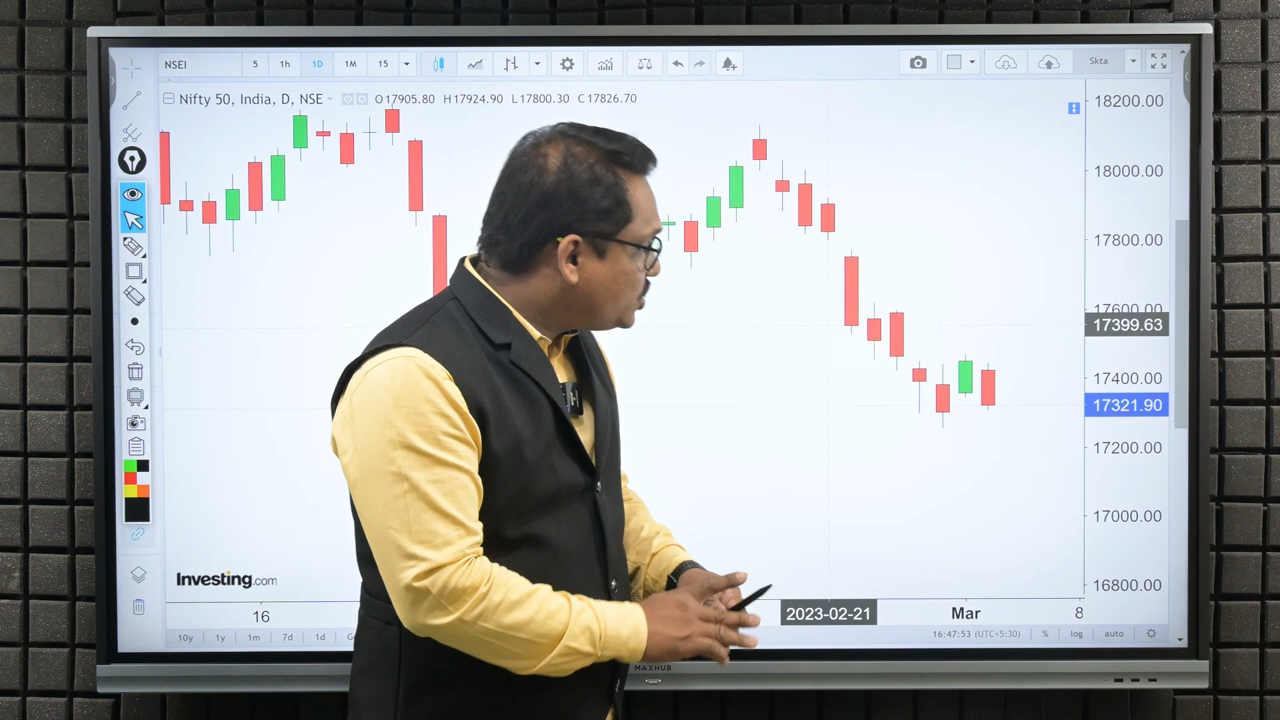 NSEI 5 1h 1D 1M 15 Skta
Nifty 50, India, D, NSE O17905.80 H17924.90 L17800.30 C17826.70
18200.00
18000.00
17800.00
17600.00
17399.63
17400.00
17321.90
17200.00
17000.00
16800.00
Investing.com
16 2023-02-21 Mar 8
10y 1y 1m 7d 1d 16:47:53 (UTC+5:30) % log auto
MAXHUB